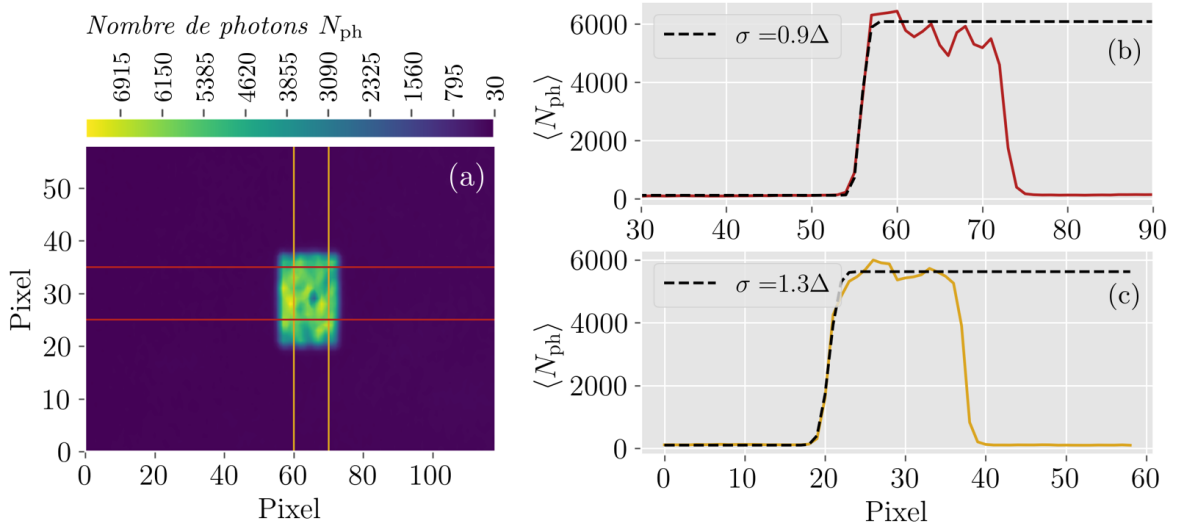 Nombre de photons N_ph
6915 6150 5385 4620 3855 3090 2325 1560 795 30
(a)
50
40
30
20
10
0
0 20 40 60 80 100
Pixel
Pixel
6000
4000
2000
0
⟨N_ph⟩
σ =0.9Δ
(b)
30 40 50 60 70 80 90
6000
4000
2000
0
⟨N_ph⟩
σ =1.3Δ
(c)
0 10 20 30 40 50 60
Pixel